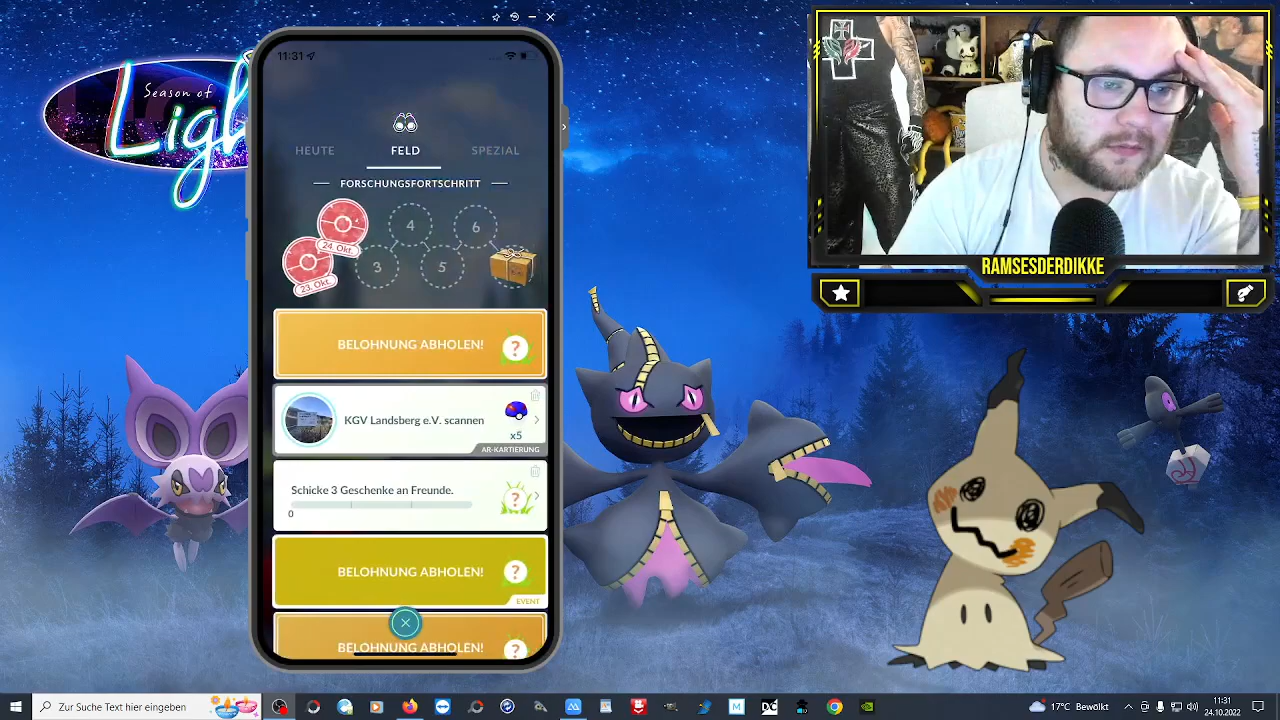 Season of
Light
11:31
HEUTE
FELD
SPEZIAL
FORSCHUNGSFORTSCHRITT
24. Okt.
4
6
23. Okt.
3
5
BELOHNUNG ABHOLEN!
?
KGV Landsberg e.V. scannen
x5
AR-KARTIERUNG
Schicke 3 Geschenke an Freunde.
?
0
BELOHNUNG ABHOLEN!
?
EVENT
BELOHNUNG ABHOLEN!
?
RAMSESDERDIKKE
Zur Suche Text hier eingeben
M
DC
17°C Bewölkt
11:31
24.10.2022